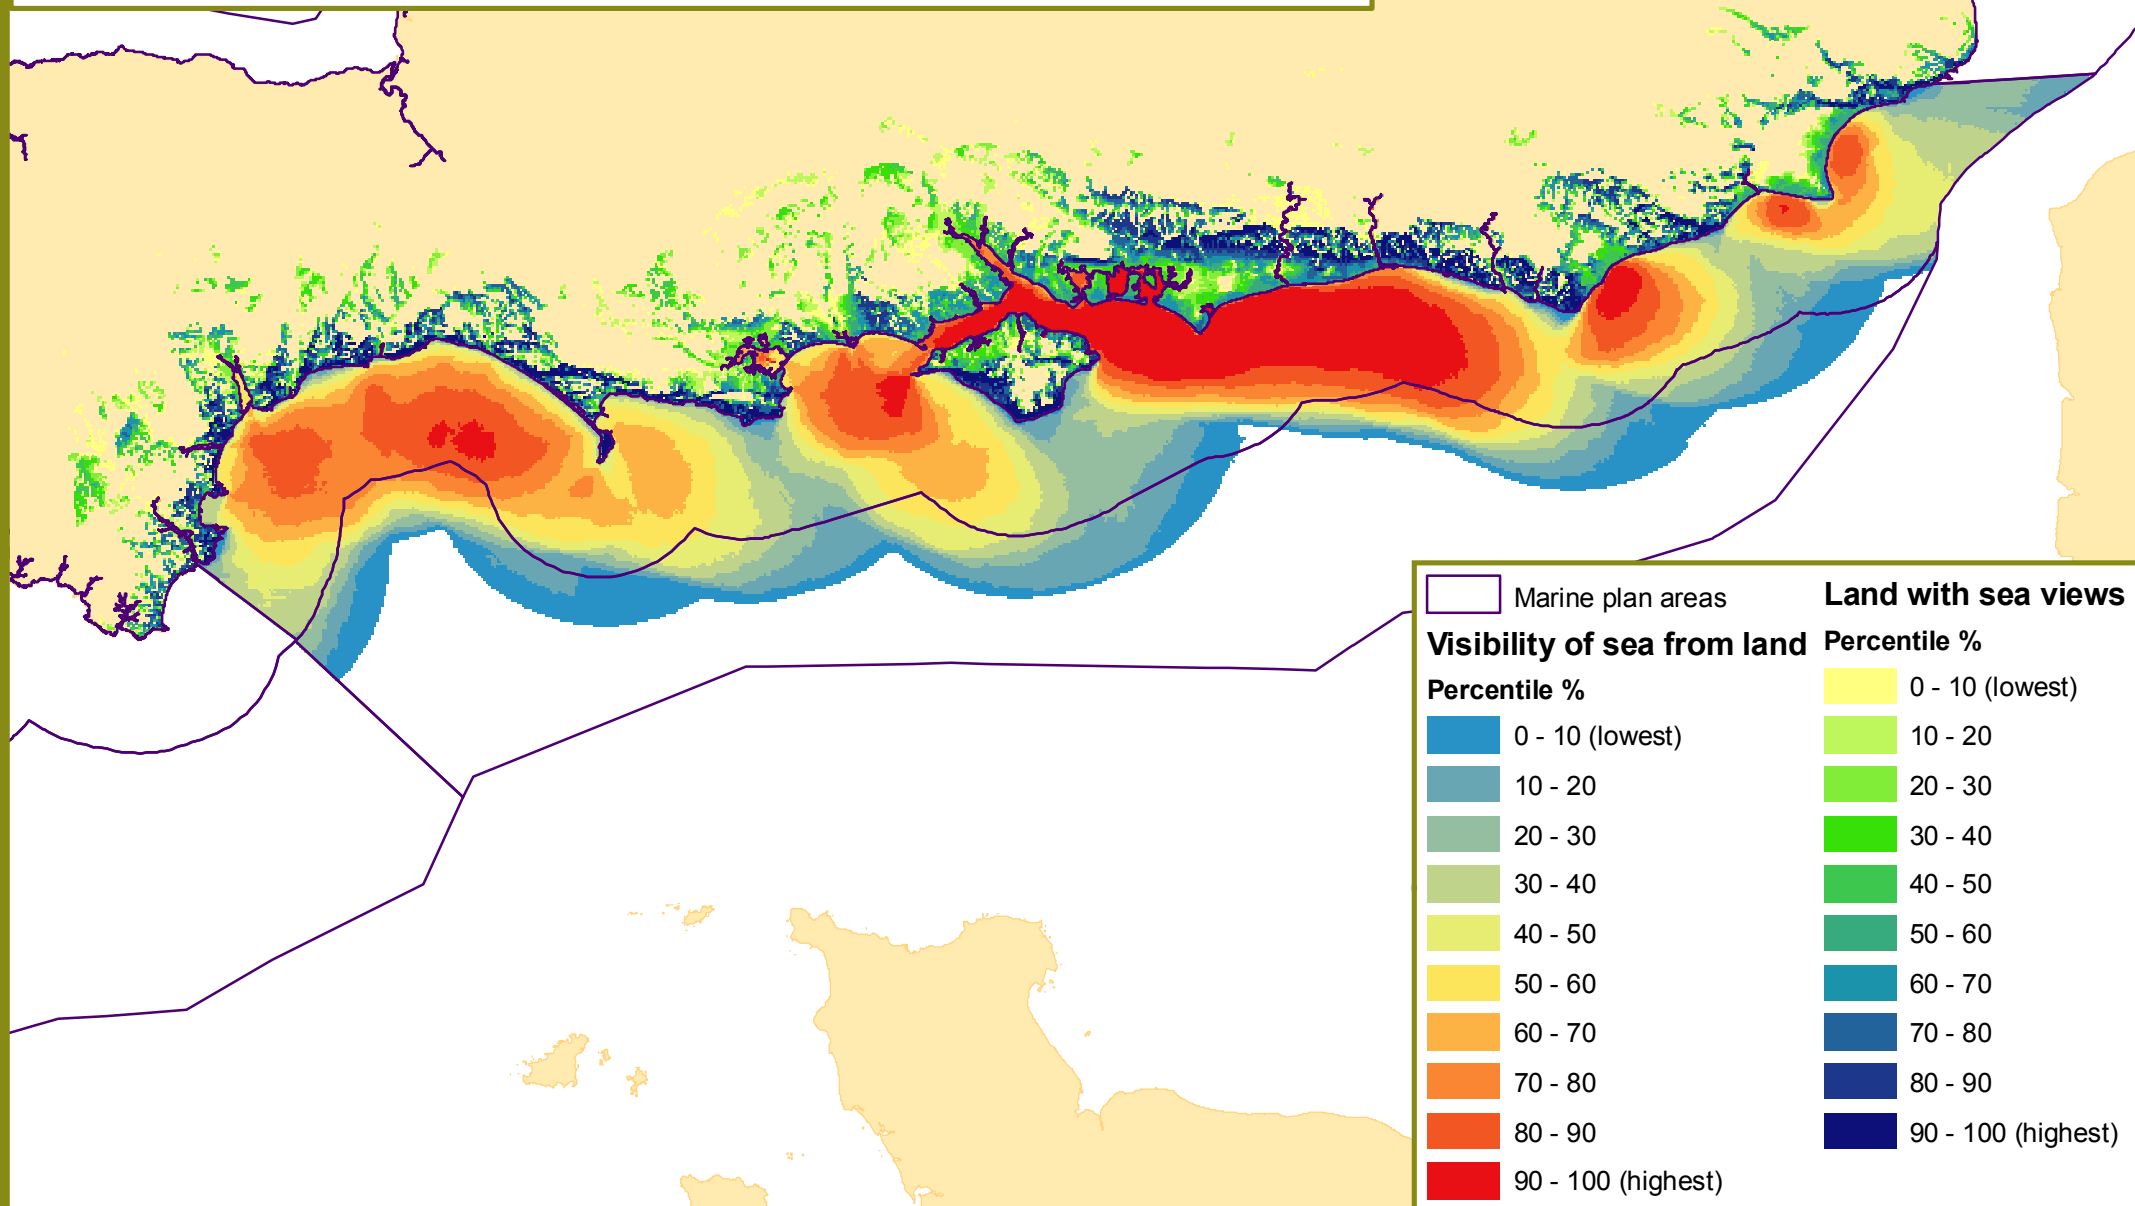 Marine plan areas
Visibility of sea from land
Percentile %
0 - 10 (lowest)
10 - 20
20 - 30
30 - 40
40 - 50
50 - 60
60 - 70
70 - 80
80 - 90
90 - 100 (highest)
Land with sea views
Percentile %
0 - 10 (lowest)
10 - 20
20 - 30
30 - 40
40 - 50
50 - 60
60 - 70
70 - 80
80 - 90
90 - 100 (highest)